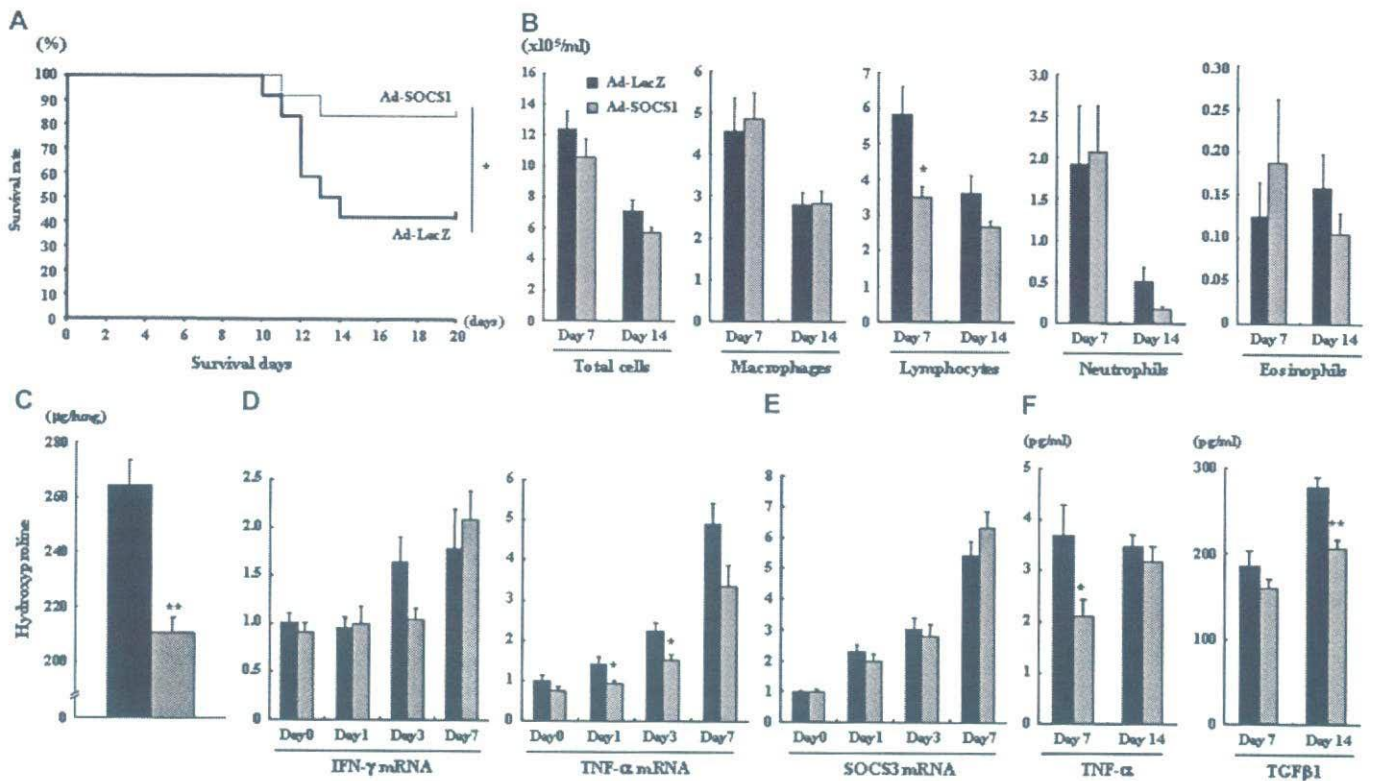 A
(%)
100
90
80
70
60
50
40
30
20
10
0
Survival rate
Ad-SOCS1
*
Ad-LacZ
0 2 4 6 8 10 12 14 16 18 20
(days)
Survival days
B
(x10⁵/ml)
16
14
12
10
8
6
4
2
0
Day 7 Day 14
Total cells
6
5
4
3
2
1
0
Day 7 Day 14
Macrophages
7
6
5
4
3
2
1
0
Ad-LacZ
Ad-SOCS1
*
Day 7 Day 14
Lymphocytes
3.0
2.5
2.0
1.5
1.0
0.5
0.0
Day 7 Day 14
Neutrophils
0.30
0.25
0.20
0.15
0.10
0.05
0.00
Day 7 Day 14
Eosinophils
C
(µg/lung)
280
260
240
220
200
0
Hydroxyproline
**
D
2.5
2.0
1.5
1.0
0.5
0
Day0 Day1 Day3 Day7
IFN-γ mRNA
6
5
4
3
2
1
0
*
*
Day0 Day1 Day3 Day7
TNF-α mRNA
E
8
7
6
5
4
3
2
1
0
Day0 Day1 Day3 Day7
SOCS3 mRNA
F
(pg/ml)
5
4
3
2
1
0
*
Day 7 Day 14
TNF-α
(pg/ml)
300
200
100
0
**
Day 7 Day 14
TGFβ1